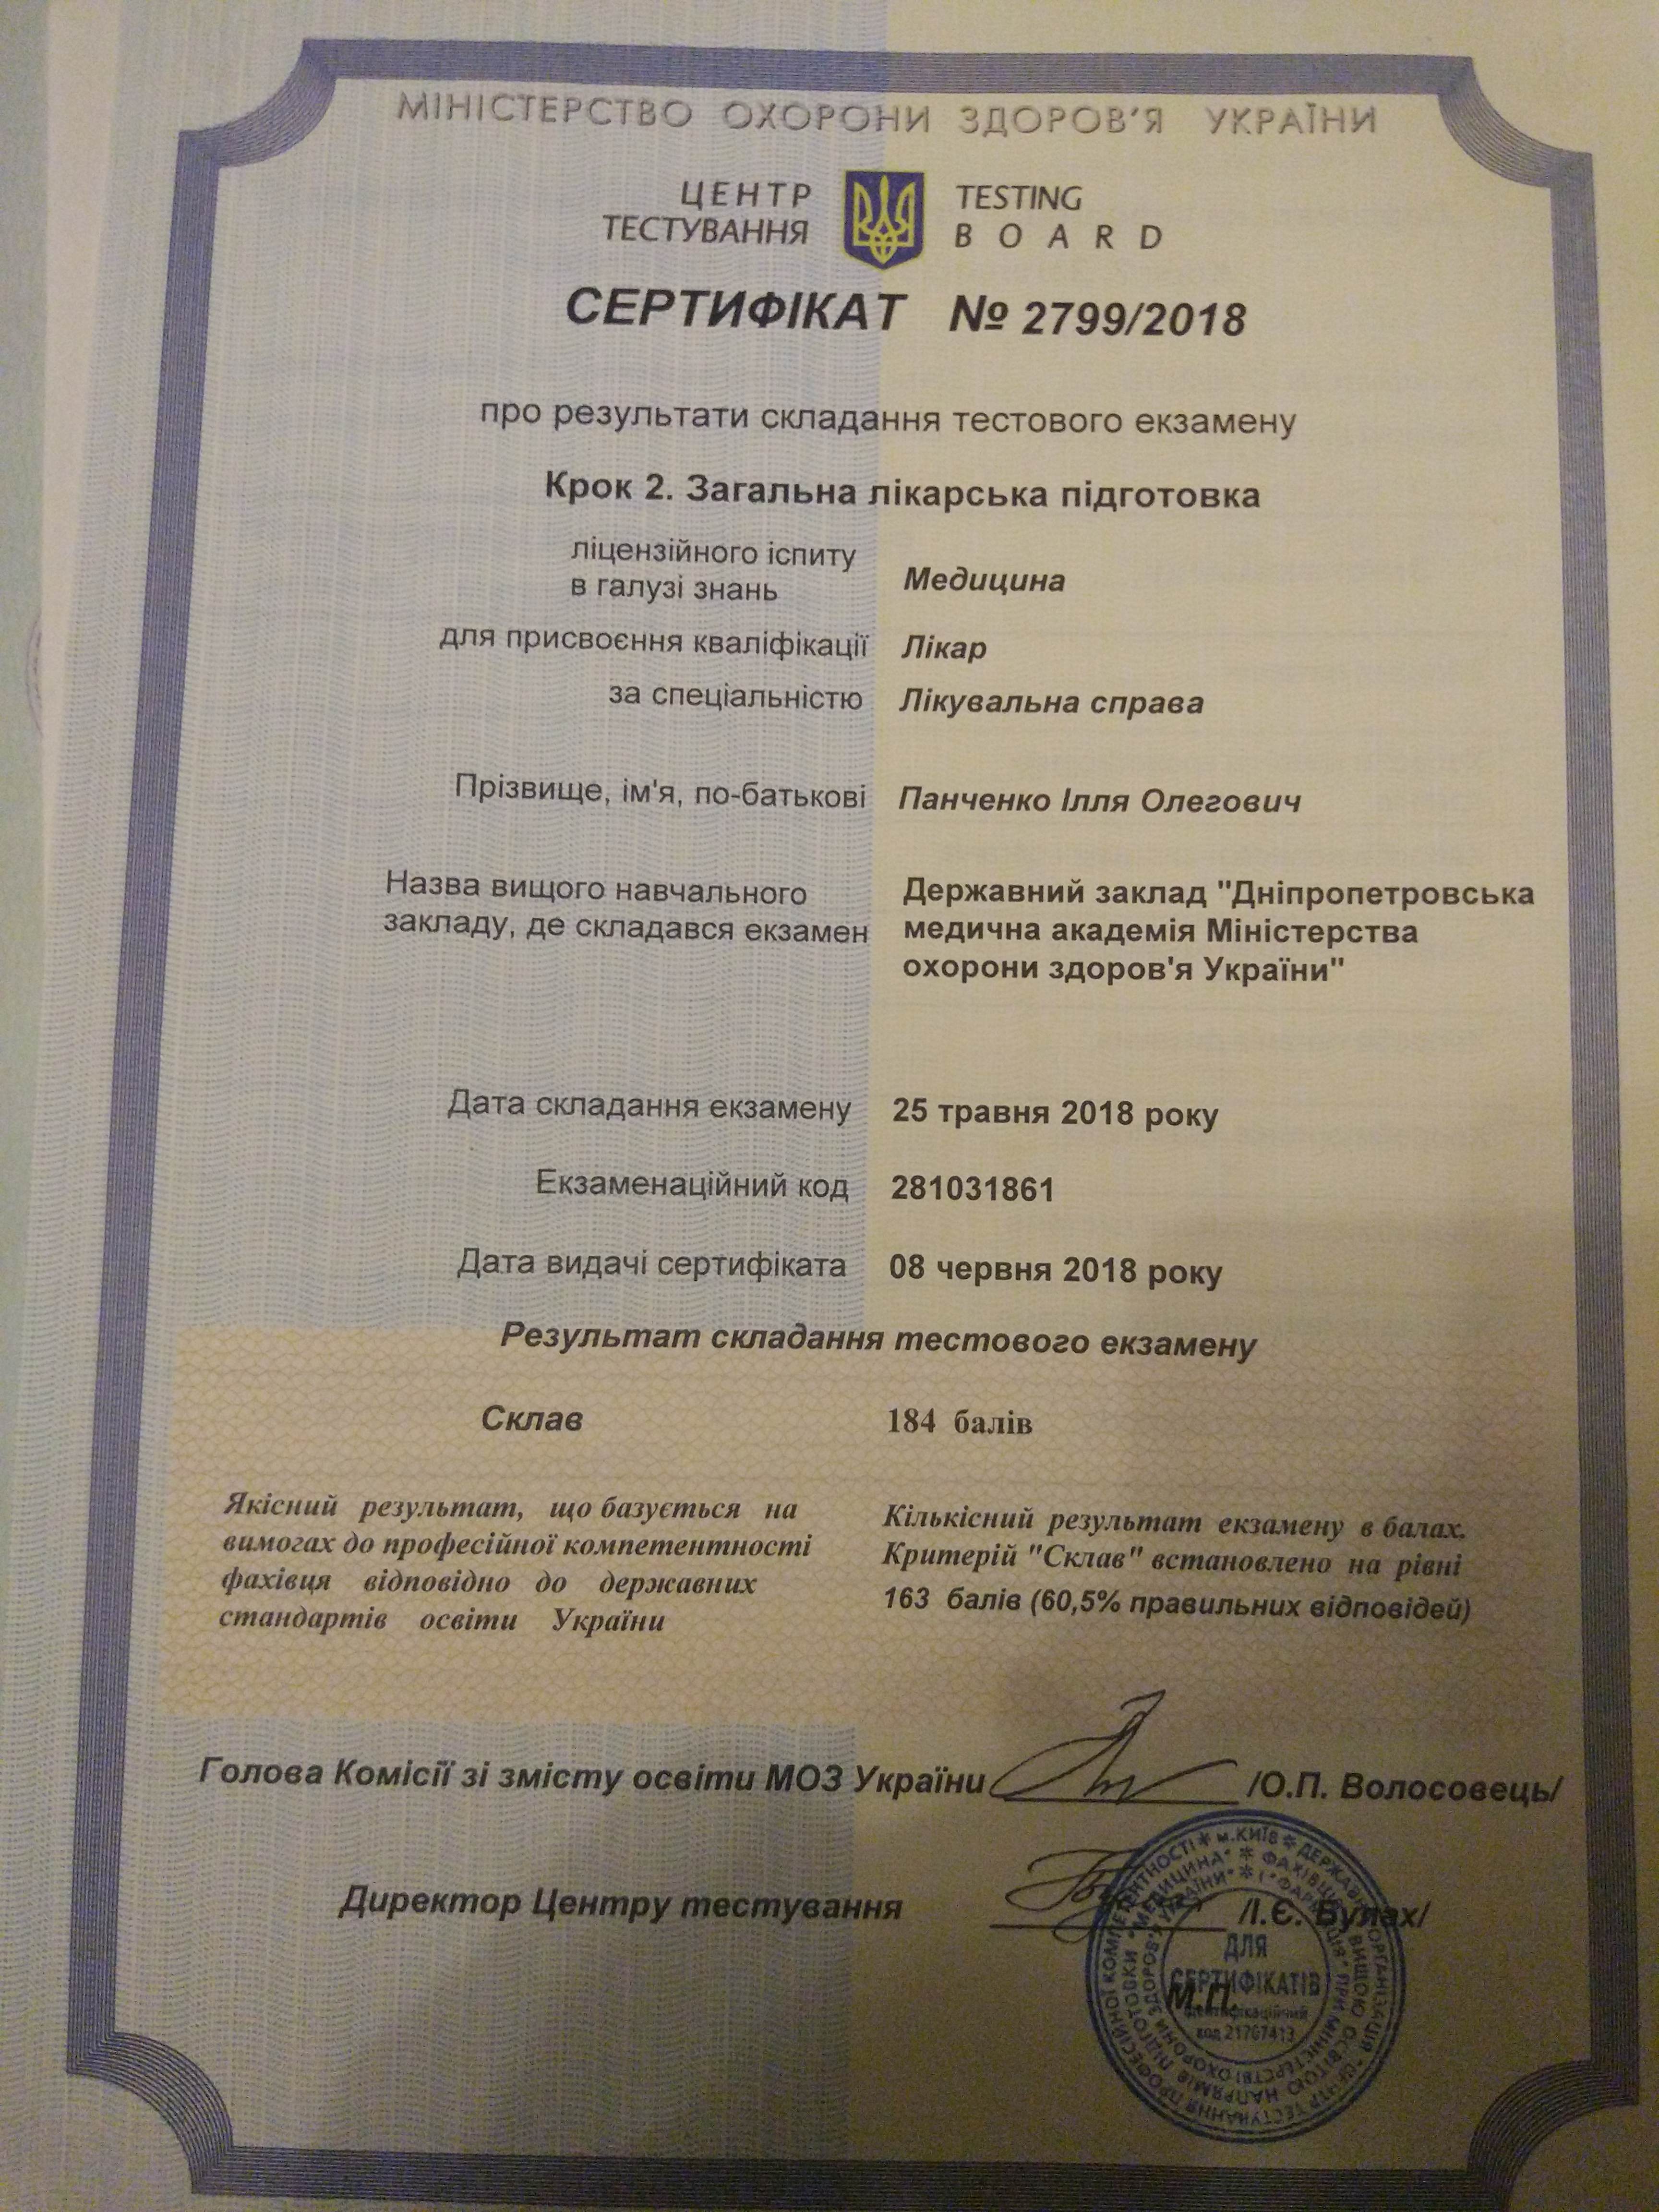 МІНІСТЕРСТВО ОХОРОНИ ЗДОРОВ'Я УКРАЇНИ
ЦЕНТР
ТЕСТУВАННЯ
TESTING
BOARD
СЕРТИФІКАТ № 2799/2018
про результати складання тестового екзамену
Крок 2. Загальна лікарська підготовка
ліцензійного іспиту
в галузі знань Медицина
для присвоєння кваліфікації Лікар
за спеціальністю Лікувальна справа
Прізвище, ім'я, по-батькові Панченко Ілля Олегович
Назва вищого навчального
закладу, де складався екзамен
Державний заклад "Дніпропетровська
медична академія Міністерства
охорони здоров'я України"
Дата складання екзамену 25 травня 2018 року
Екзаменаційний код 281031861
Дата видачі сертифіката 08 червня 2018 року
Результат складання тестового екзамену
Склав 184 балів
Якісний результат, що базується на
вимогах до професійної компетентності
фахівця відповідно до державних
стандартів освіти України
Кількісний результат екзамену в балах.
Критерій "Склав" встановлено на рівні
163 балів (60,5% правильних відповідей)
Голова Комісії зі змісту освіти МОЗ України /О.П. Волосовець/
Директор Центру тестування /І.Є. Булах/
М.П.
ДЛЯ
СЕРТИФІКАТІВ
ідентифікаційний
код 21767413